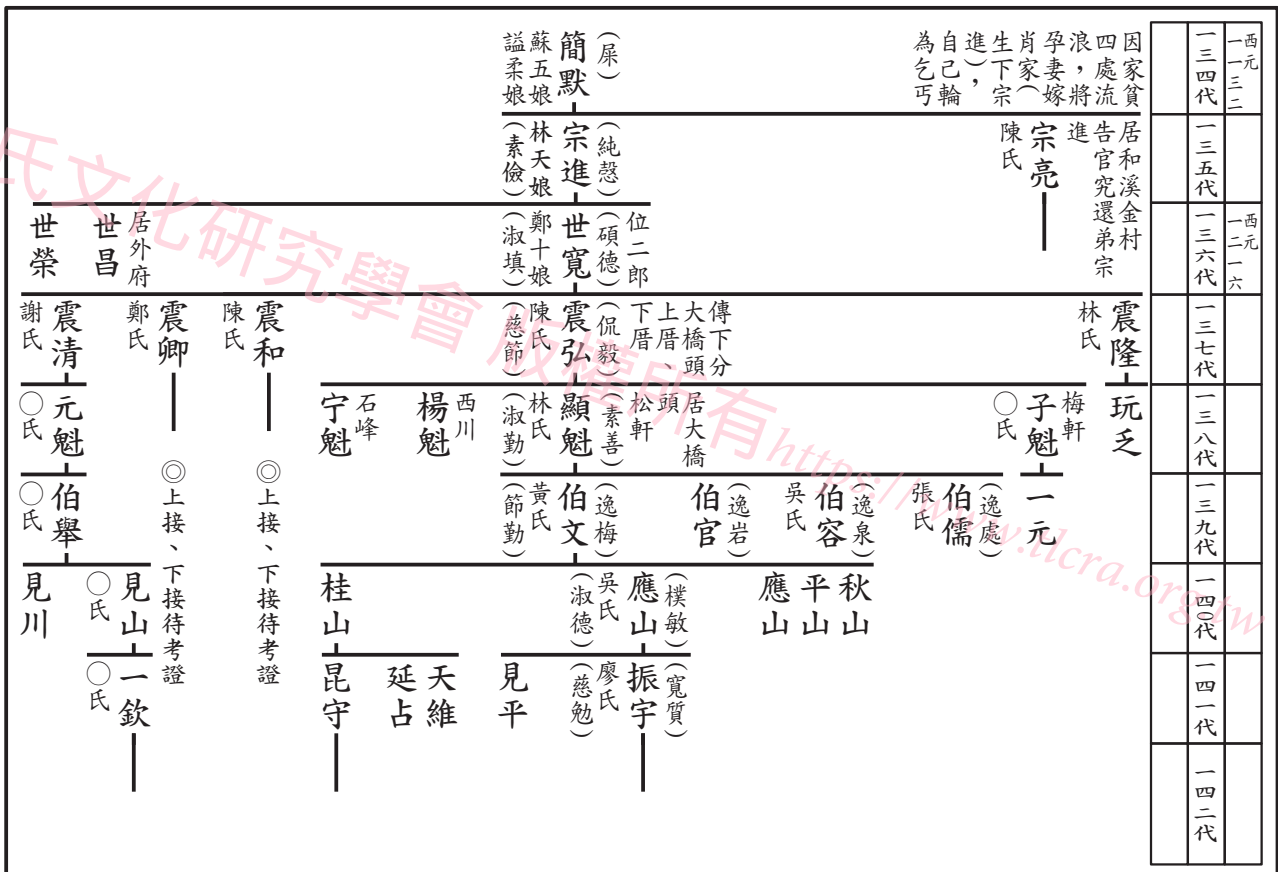 西元
一一三二
一三四代
因家貧
四處流
浪,將
孕妻嫁
肖家(
生下宗
進),
自己輪
為乞丐
(杘)
簡默
蘇五娘
謚柔娘
一三五代
居和溪金村
告官究還弟宗
進
宗亮
陳氏
(純愨)
宗進
林天娘
(素儉)
西元
一二一六
一三六代
位二郎
(碩德)
世寬
鄭十娘
(淑填)
居外府
世昌
世榮
一三七代
震隆
林氏
傳下分
大橋頭
上厝、
下厝
(侃毅)
震弘
陳氏
(慈節)
震和
陳氏
震卿
鄭氏
震清
謝氏
一三八代
玩乏
梅軒
子魁
○氏
居大橋
頭
松軒
(素善)
顯魁
林氏
(淑勤)
西川
楊魁
石峰
宁魁
◎上接、下接待考證
◎上接、下接待考證
元魁
○氏
一三九代
一元
(逸處)
伯儒
張氏
(逸泉)
伯容
吳氏
(逸岩)
伯官
(逸梅)
伯文
黃氏
(節勤)
伯舉
○氏
一四○代
秋山
平山
應山
(樸敏)
應山
吳氏
(淑德)
桂山
見山
○氏
見川
一四一代
(寬質)
振宇
廖氏
(慈勉)
見平
天維
延占
昆守
一欽
○氏
一四二代
氏文化研究學會 版權所有https://www.tlcra.org.tw